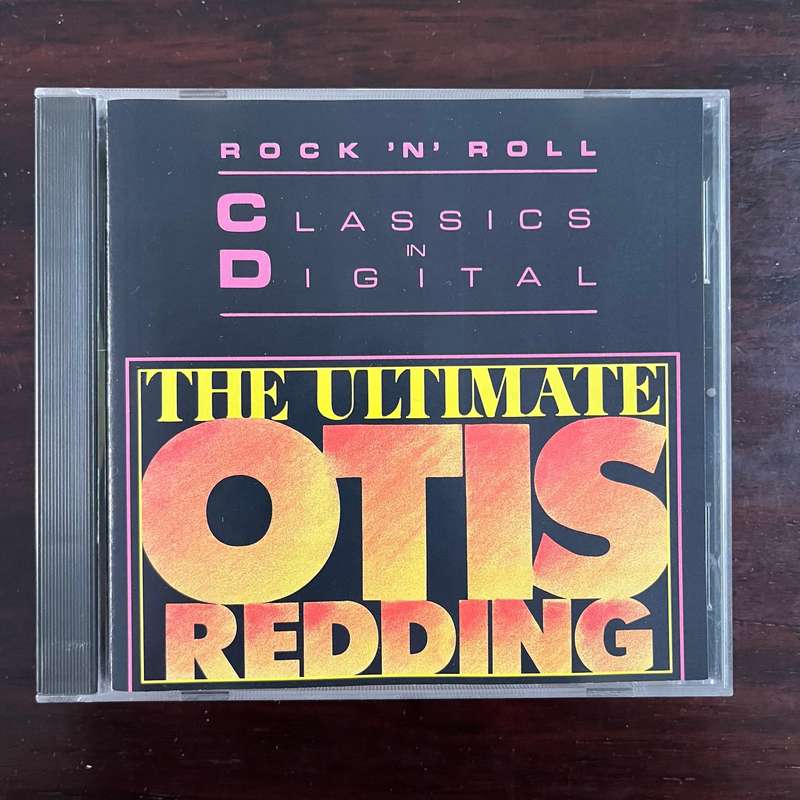 ROCK 'N' ROLL
CLASSICS
IN
DIGITAL
THE ULTIMATE
OTIS
REDDING